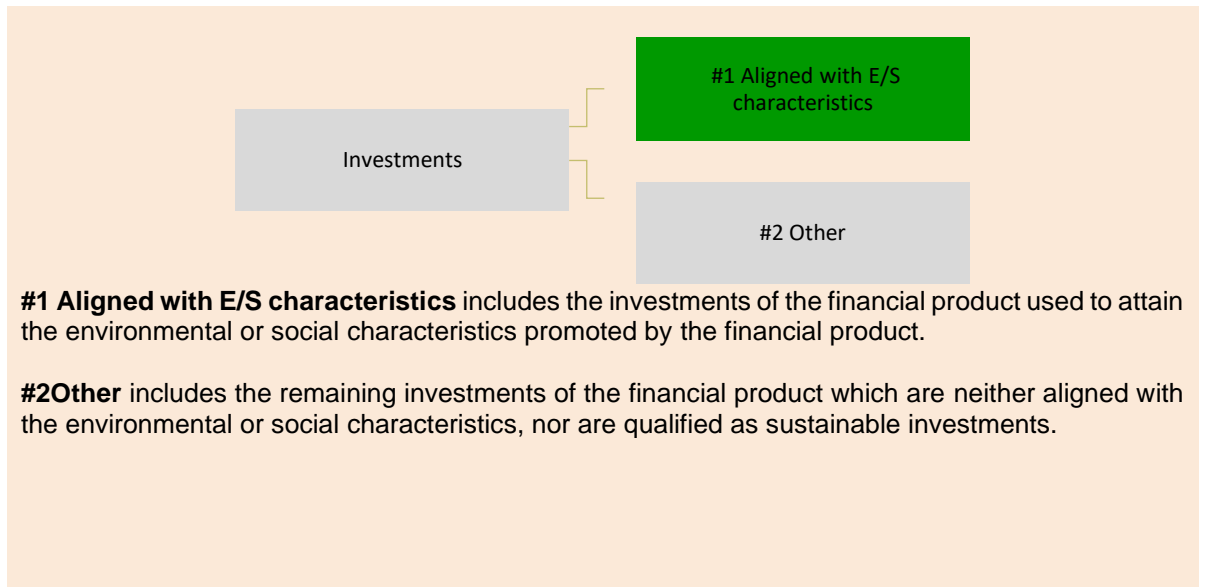 #1 Aligned with E/S
characteristics
Investments
#2 Other
#1 Aligned with E/S characteristics includes the investments of the financial product used to attain
the environmental or social characteristics promoted by the financial product.
#2Other includes the remaining investments of the financial product which are neither aligned with
the environmental or social characteristics, nor are qualified as sustainable investments.